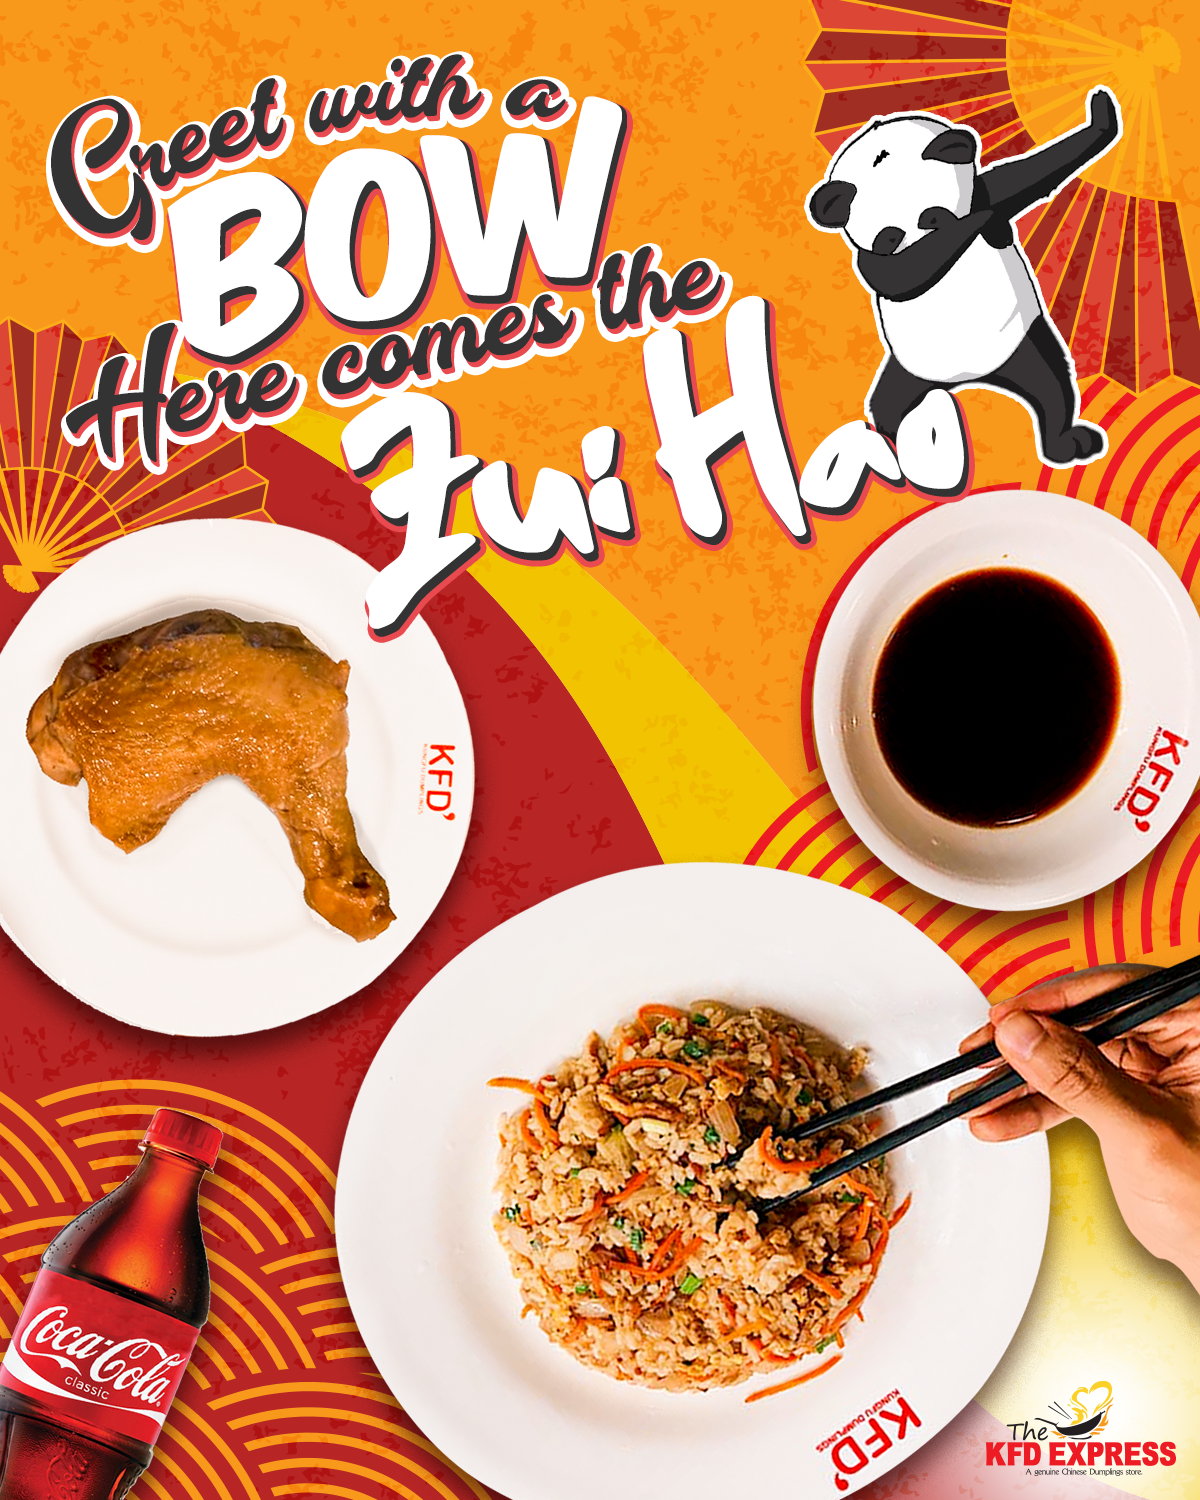 Greet with a
BOW
Here comes the
Zui Hao
KFD'
KUNGFU DUMPLINGS
KFD'
KUNGFU DUMPLINGS
Coca-Cola
classic
KFD'
KUNGFU DUMPLINGS
The
KFD EXPRESS
A genuine Chinese Dumplings store.